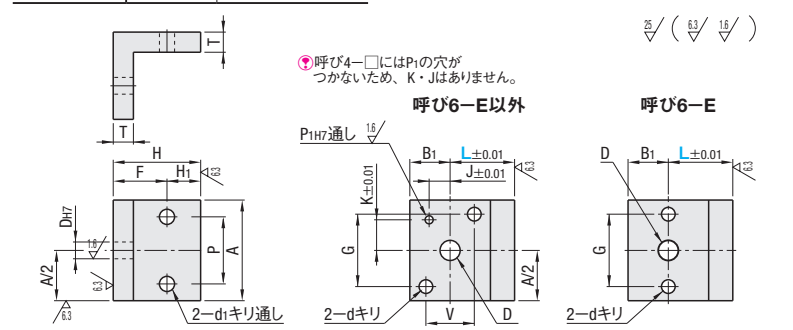 25 ( 6.3 1.6 )
T
T
呼び4－□にはP1の穴が
つかないため、K・Jはありません。
呼び6－E以外
呼び6－E
H
F H1
6.3
DH7
1.6
A/2
6.3
6.3
P
A
2－d1キリ通し
P1H7通し 1.6
B1 L±0.01
J±0.01
6.3
K±0.01
G
A/2
2－dキリ
V
D
D
B1 L±0.01
6.3
G
2－dキリ